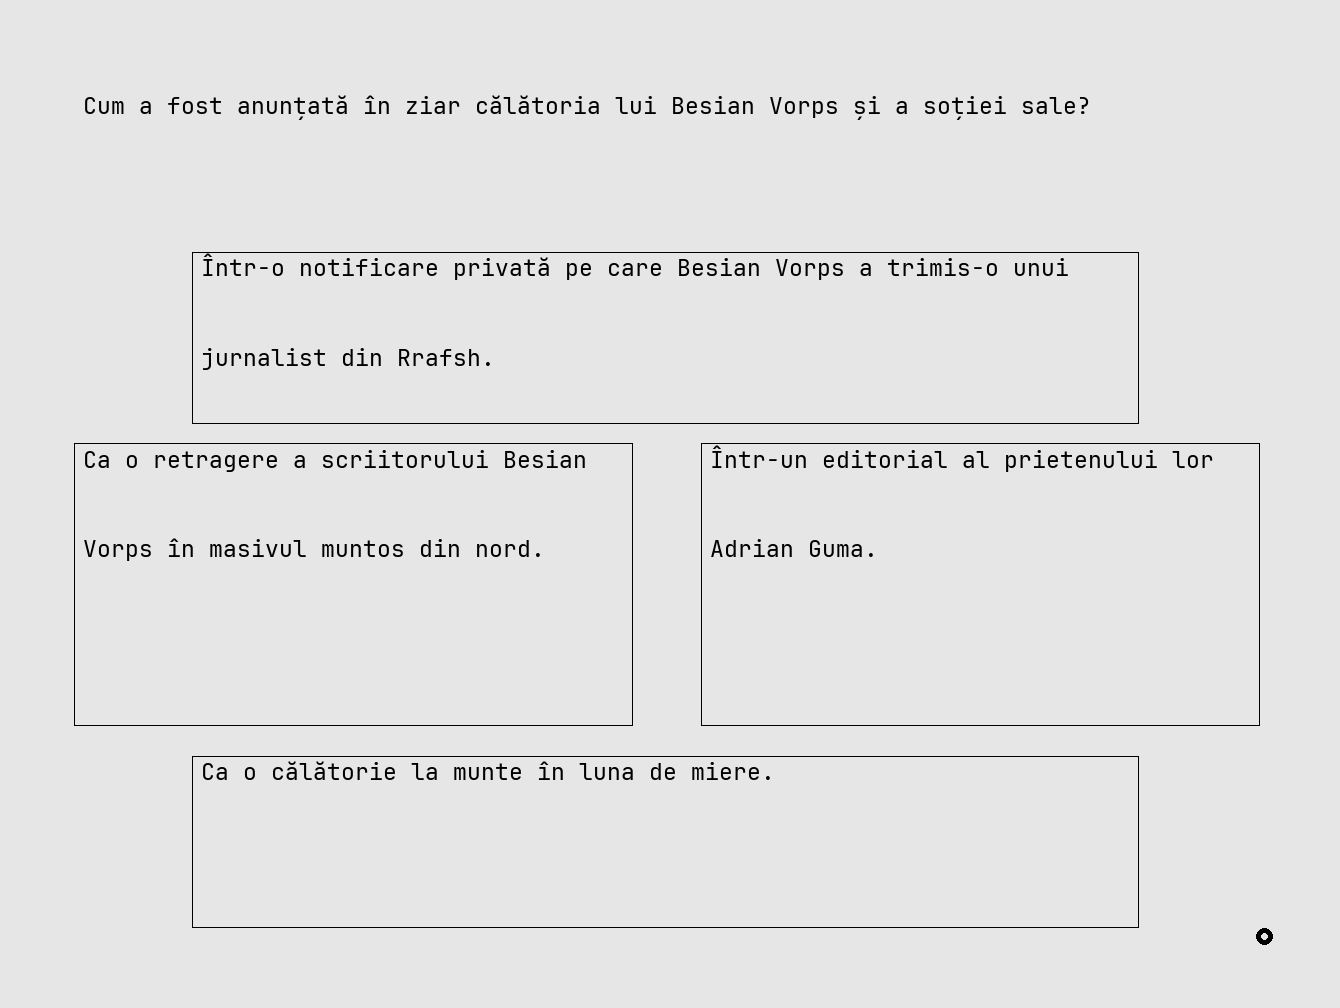 Cum a fost anunțată în ziar călătoria lui Besian Vorps și a soției sale?
Într-o notificare privată pe care Besian Vorps a trimis-o unui
jurnalist din Rrafsh.
Ca o retragere a scriitorului Besian
Vorps în masivul muntos din nord.
Într-un editorial al prietenului lor
Adrian Guma.
Ca o călătorie la munte în luna de miere.